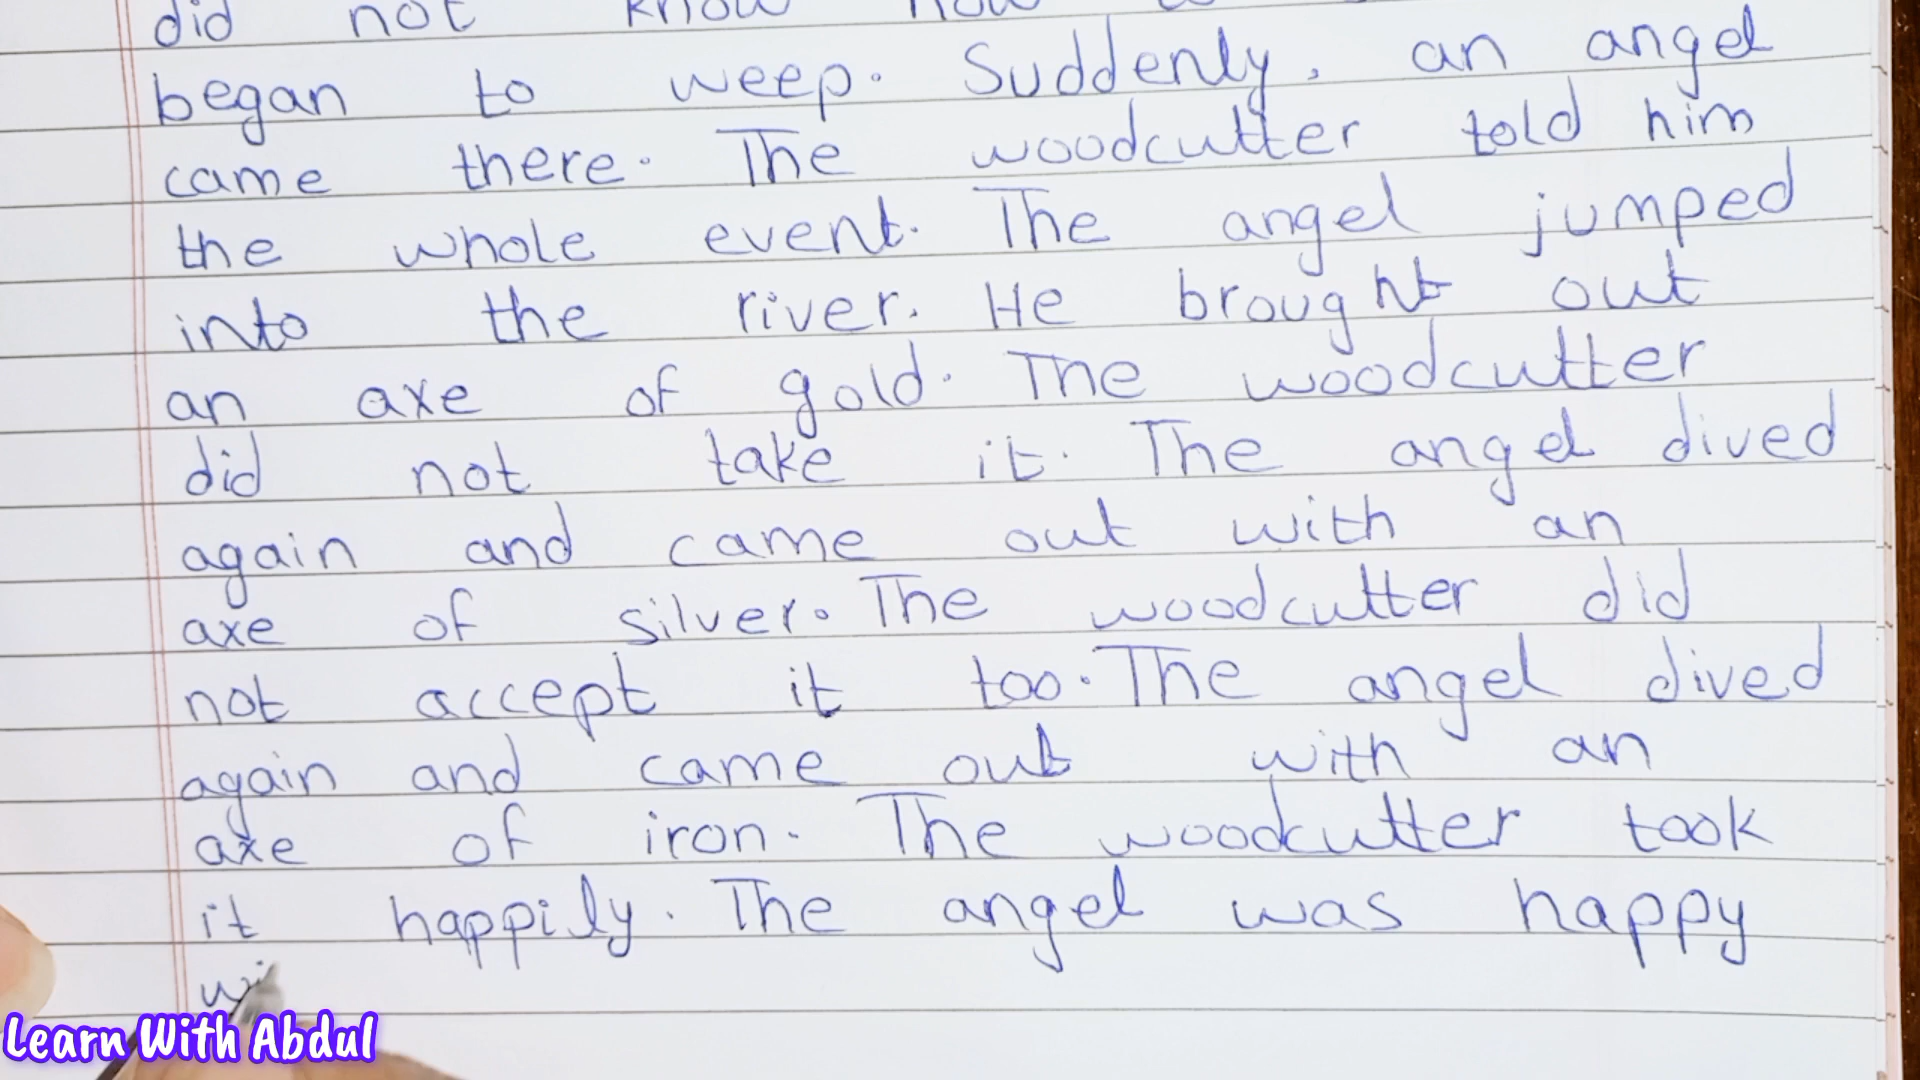 did not know how
began to weep. Suddenly, an angel
came there. The woodcutter told him
the whole event. The angel jumped
into the river. He brought out
an axe of gold. The woodcutter
did not take it. The angel dived
again and came out with an
axe of silver. The woodcutter did
not accept it too. The angel dived
again and came out with an
axe of iron. The woodcutter took
it happily. The angel was happy
wi
Learn With Abdul